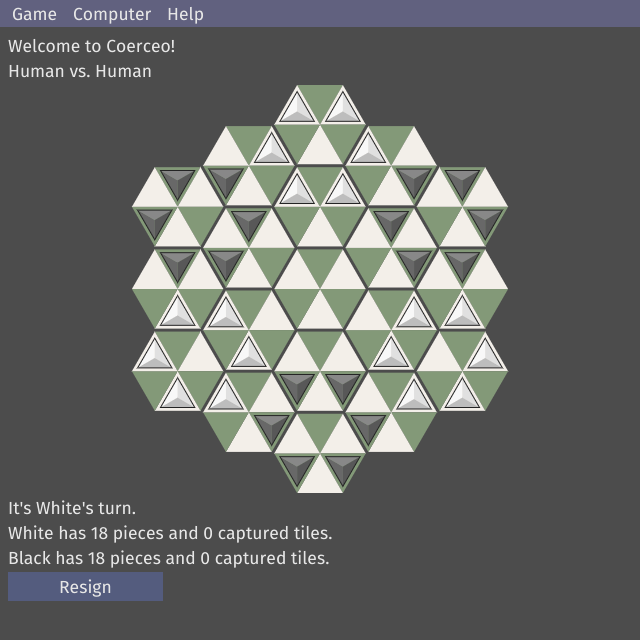 Game Computer Help
Welcome to Coerceo!
Human vs. Human
It's White's turn.
White has 18 pieces and 0 captured tiles.
Black has 18 pieces and 0 captured tiles.
Resign